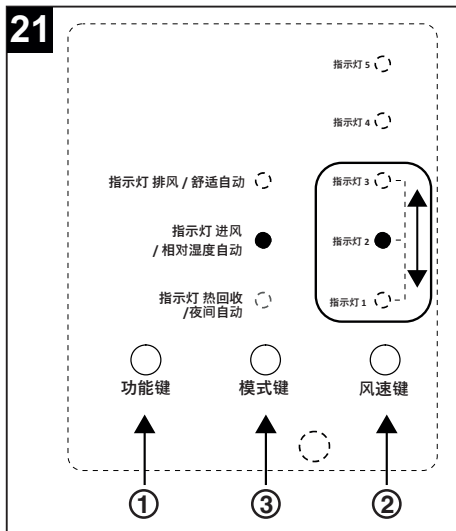 21
指示灯 5
指示灯 4
指示灯 排风 / 舒适自动
指示灯 3
指示灯 进风
/ 相对湿度自动
指示灯 2
指示灯 热回收
/夜间自动
指示灯 1
功能键
模式键
风速键
①
③
②